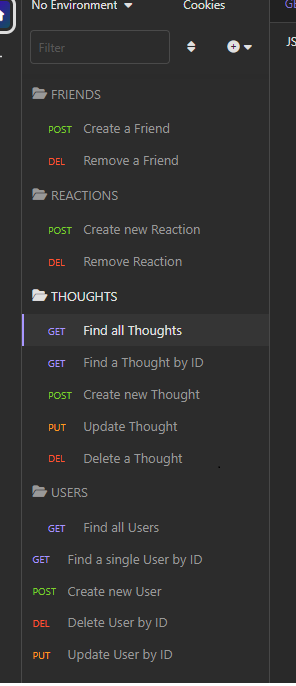 No Environment Cookies
GE
Filter
JS
FRIENDS
POST Create a Friend
DEL Remove a Friend
REACTIONS
POST Create new Reaction
DEL Remove Reaction
THOUGHTS
GET Find all Thoughts
GET Find a Thought by ID
POST Create new Thought
PUT Update Thought
DEL Delete a Thought
USERS
GET Find all Users
GET Find a single User by ID
POST Create new User
DEL Delete User by ID
PUT Update User by ID